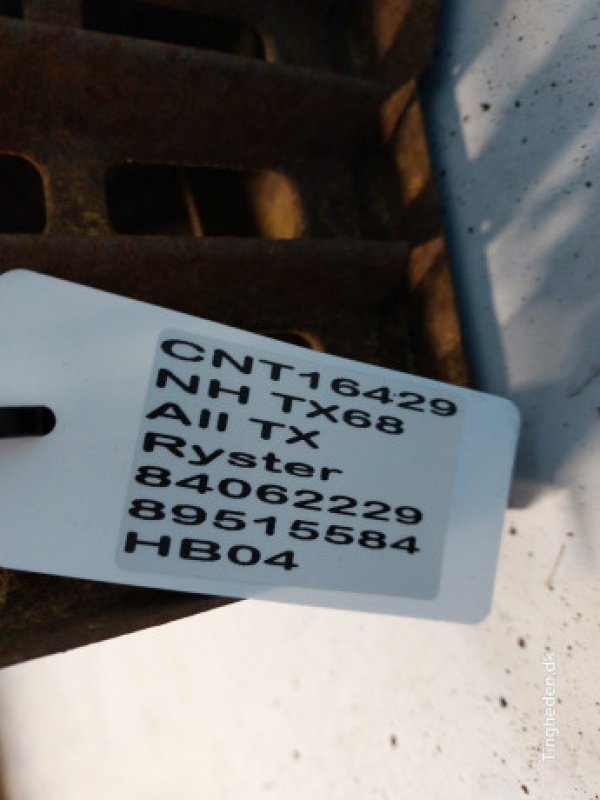 CNT16429
NH TX68
All TX
Ryster
84062229
89515584
HB04
Tingheden.dk